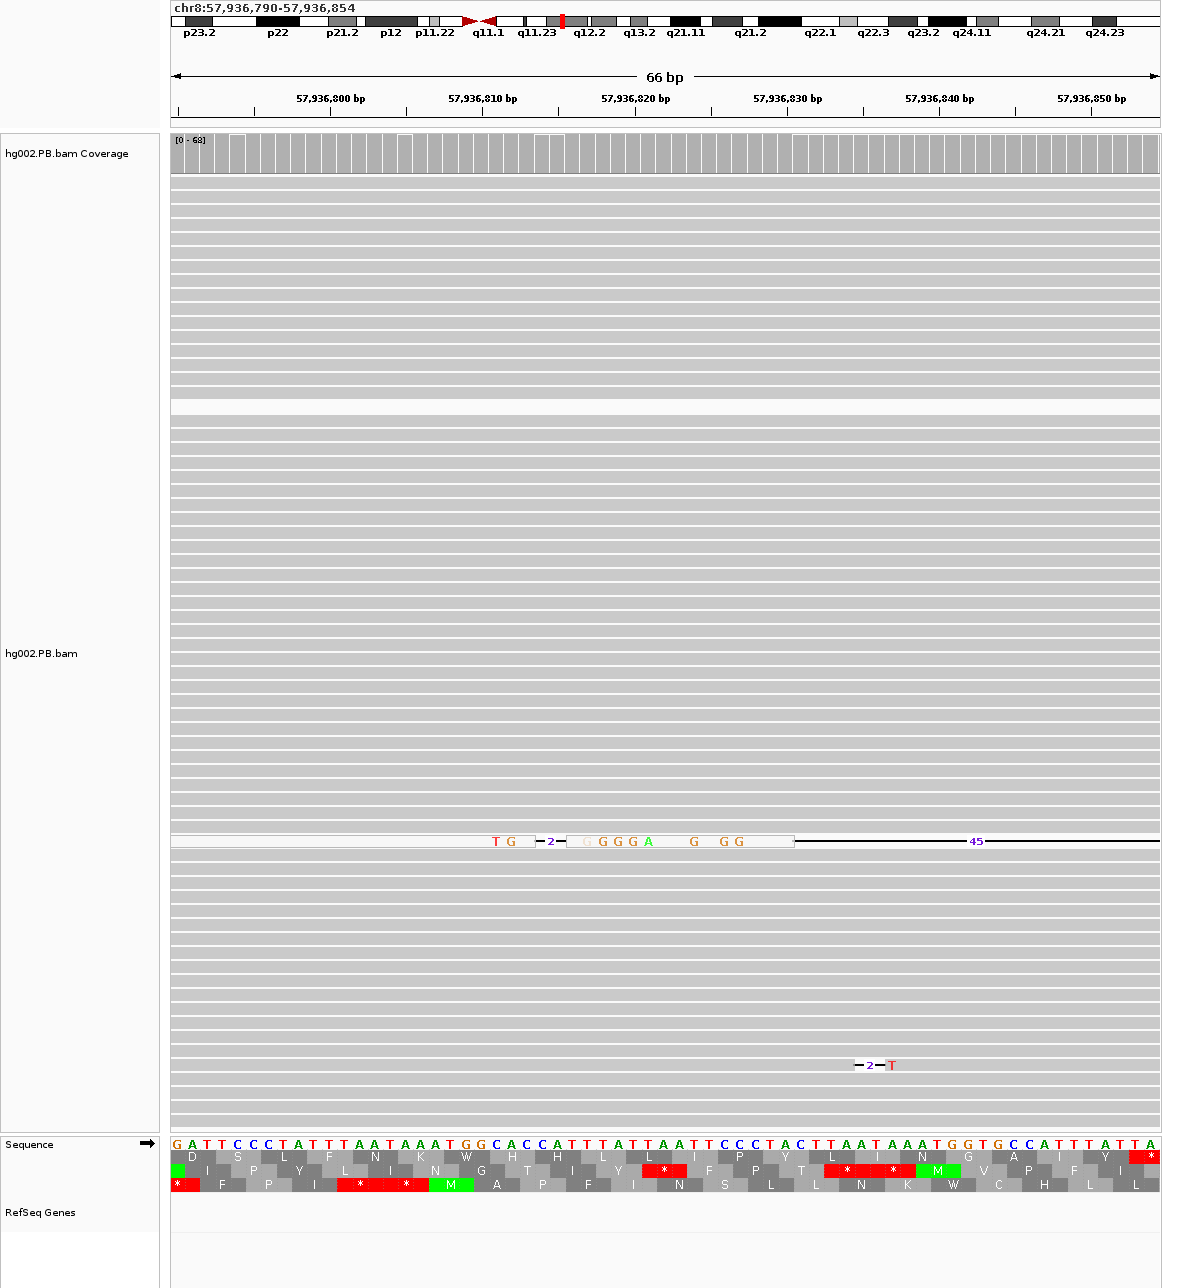 chr8:57,936,790-57,936,854
p23.2 p22 p21.2 p12 p11.22 q11.1 q11.23 q12.2 q13.2 q21.11 q21.2 q22.1 q22.3 q23.2 q24.11 q24.21 q24.23
66 bp
57,936,800 bp 57,936,810 bp 57,936,820 bp 57,936,830 bp 57,936,840 bp 57,936,850 bp
hg002.PB.bam Coverage
[0 - 63]
hg002.PB.bam
T G 2 G G G G A G G G 45
2 T
Sequence G A T T C C C T A T T T A A T A A A T G G C A C C A T T T A T T A A T T C C C T A C T T A A T A A A T G G T G C C A T T T A T T A
D S L F N K W H H L L I P Y L I N G A I Y *
I P Y L I N G T I Y * F P T * * M V P F I
* F P I * * M A P F I N S L L N K W C H L L
RefSeq Genes